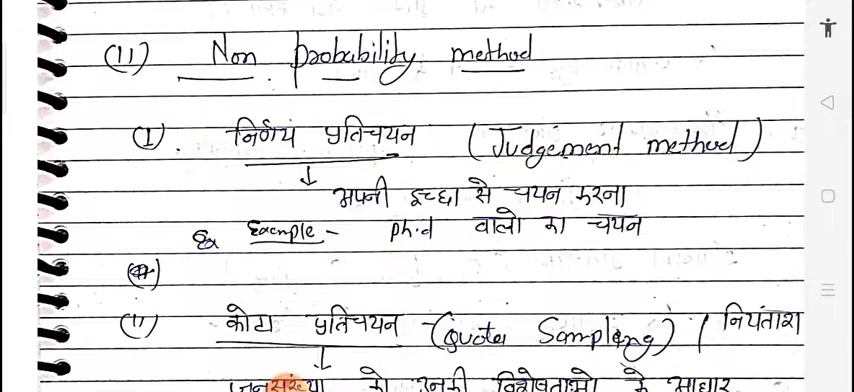 (II) Non probability method
(I). निर्णय प्रतिचयन (Judgement method)
↓
अपनी इच्छा से चयन करना
Ex Example - ph.d वालो का चयन
(ii) कोटा प्रतिचयन - (Quota Sampling) / नियतांश
↓
जनसंख्या को उनकी विशेषताओ के आधार